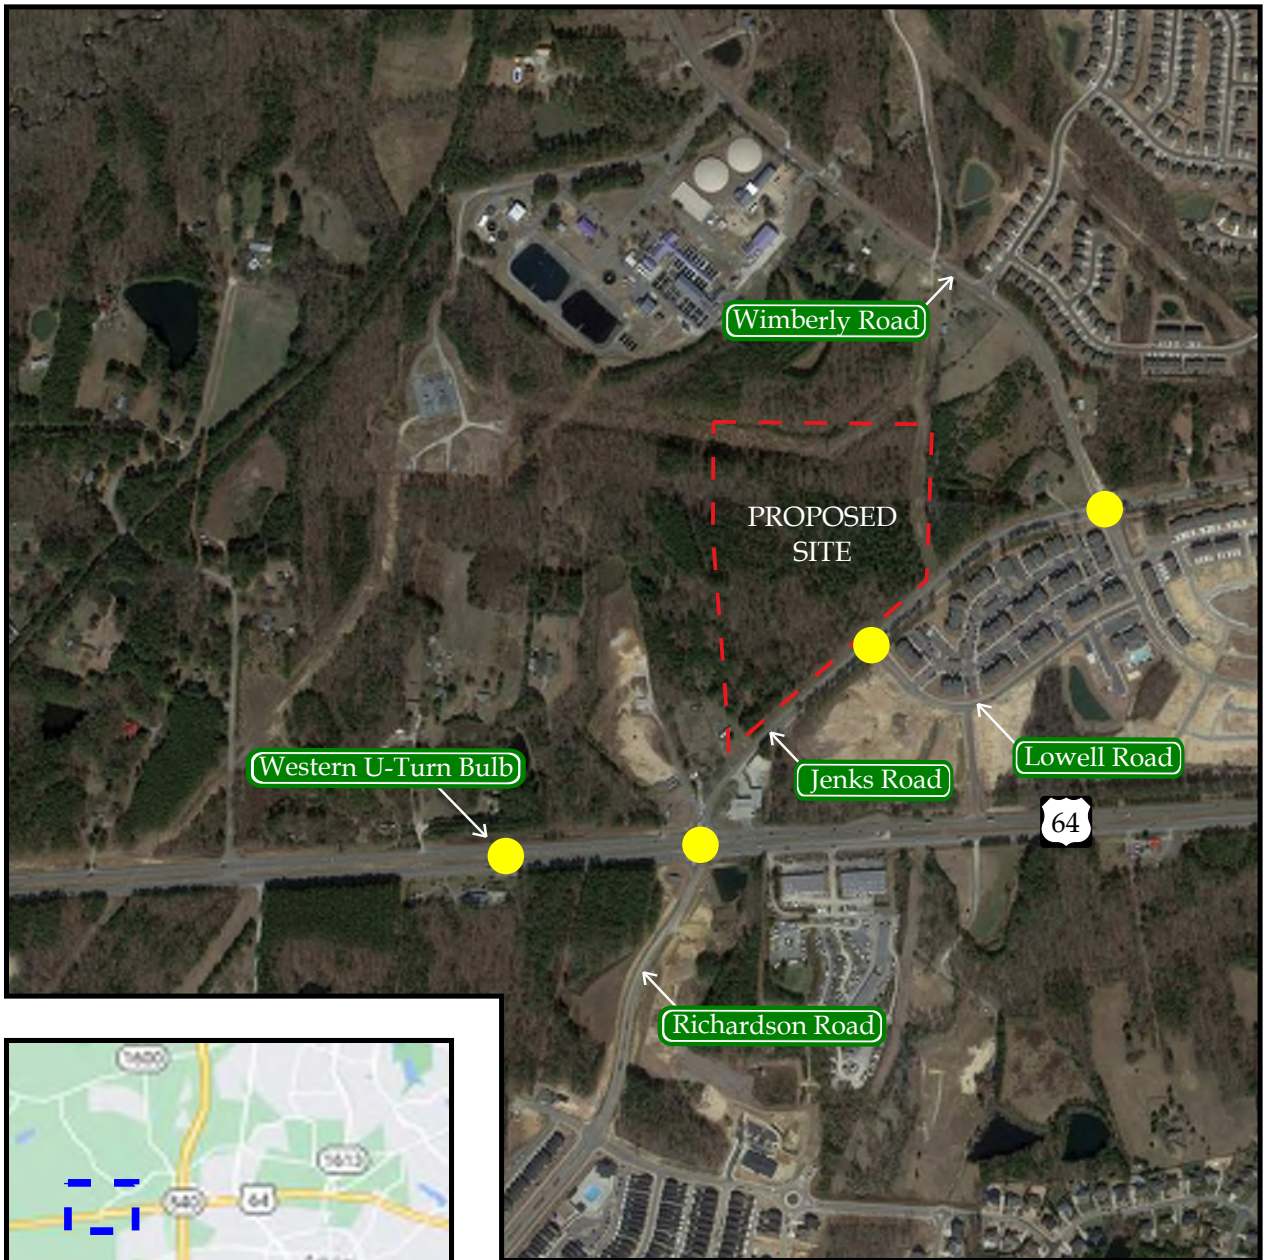 Wimberly Road
PROPOSED
SITE
Western U-Turn Bulb
Jenks Road
Lowell Road
64
Richardson Road
1600
1613
540
64